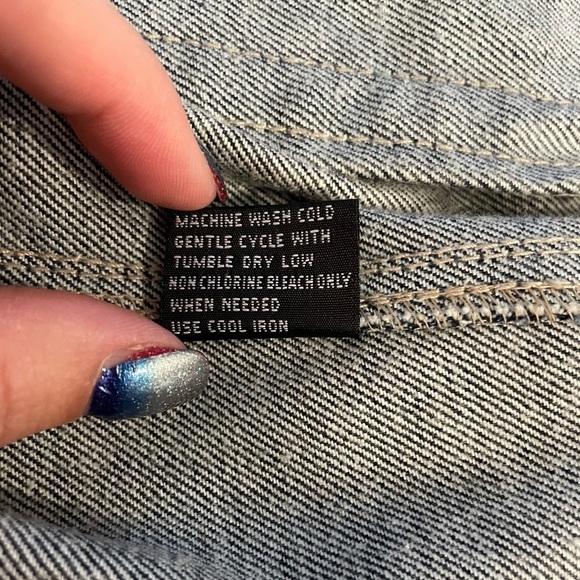 MACHINE WASH COLD
GENTLE CYCLE WITH
TUMBLE DRY LOW
NON CHLORINE BLEACH ONLY
WHEN NEEDED
USE COOL IRON